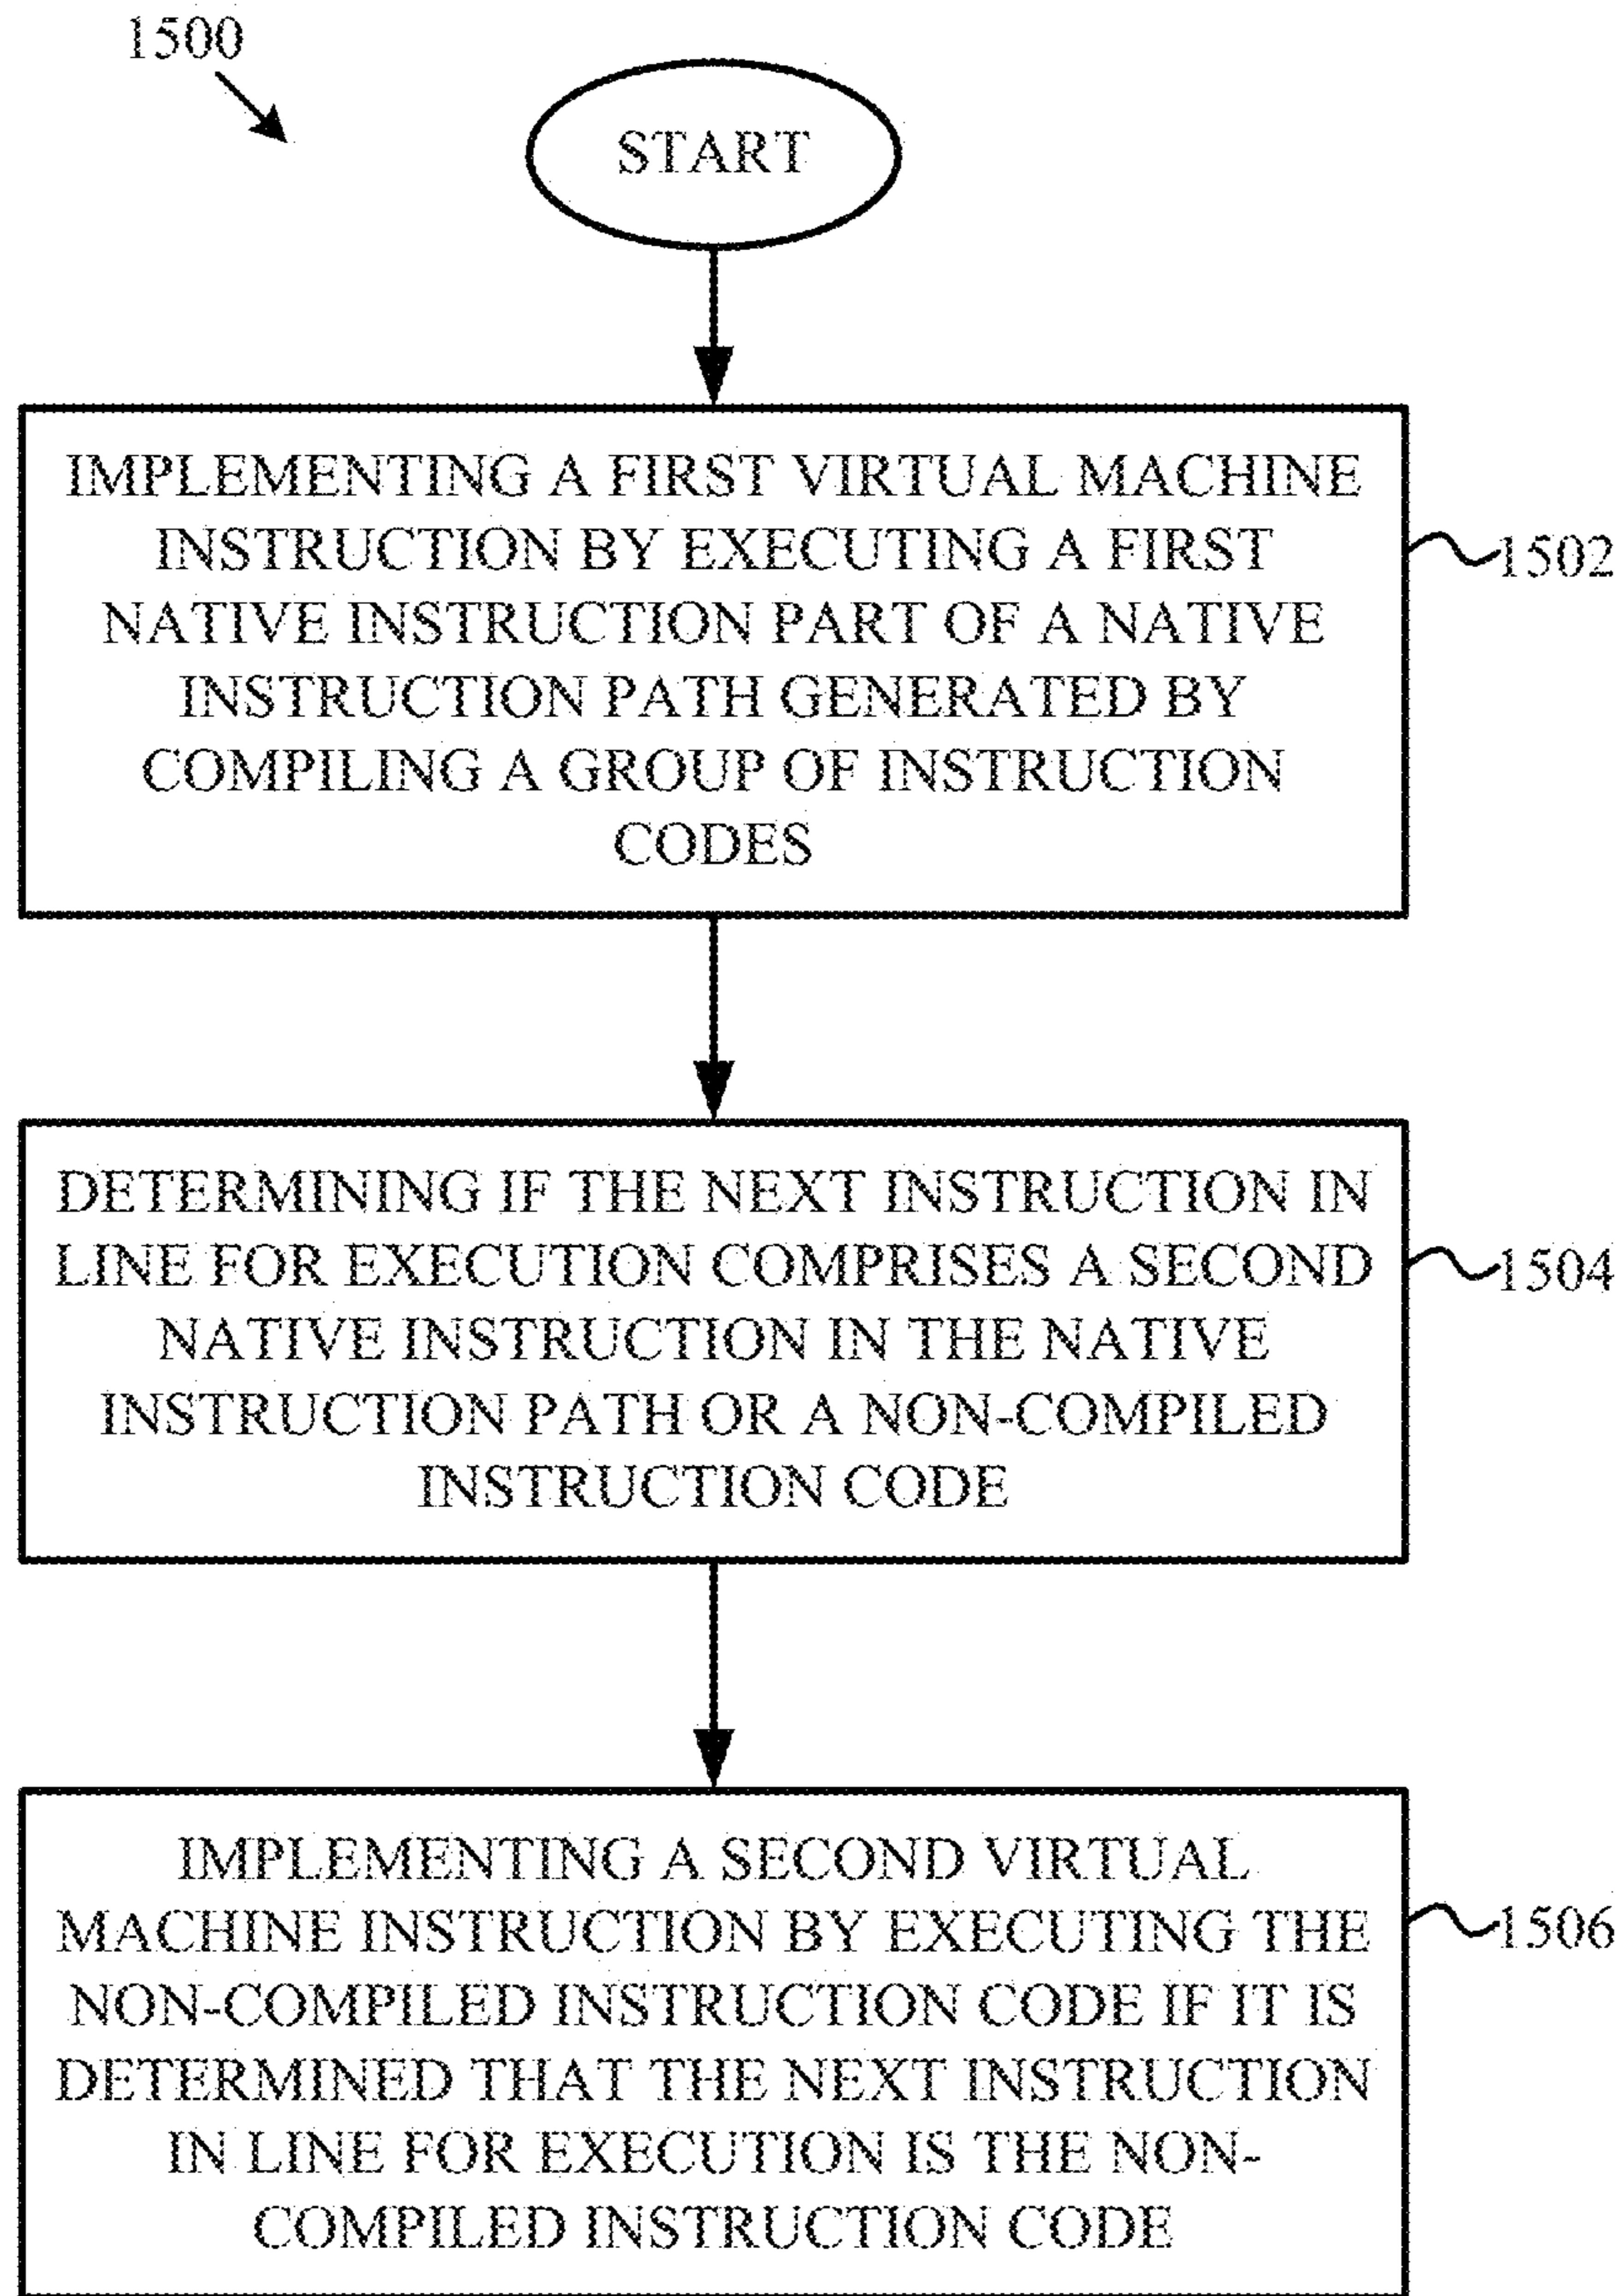 1500
START
IMPLEMENTING A FIRST VIRTUAL MACHINE
INSTRUCTION BY EXECUTING A FIRST
NATIVE INSTRUCTION PART OF A NATIVE
INSTRUCTION PATH GENERATED BY
COMPILING A GROUP OF INSTRUCTION
CODES
1502
DETERMINING IF THE NEXT INSTRUCTION IN
LINE FOR EXECUTION COMPRISES A SECOND
NATIVE INSTRUCTION IN THE NATIVE
INSTRUCTION PATH OR A NON-COMPILED
INSTRUCTION CODE
1504
IMPLEMENTING A SECOND VIRTUAL
MACHINE INSTRUCTION BY EXECUTING THE
NON-COMPILED INSTRUCTION CODE IF IT IS
DETERMINED THAT THE NEXT INSTRUCTION
IN LINE FOR EXECUTION IS THE NON-
COMPILED INSTRUCTION CODE
1506